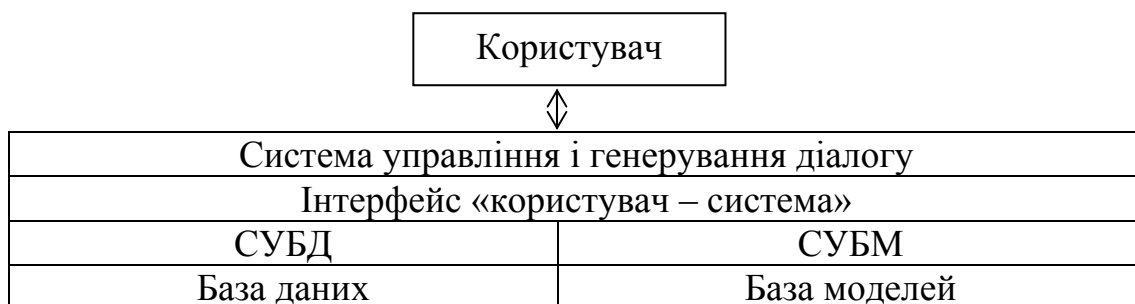 Користувач
Система управління і генерування діалогу
Інтерфейс «користувач – система»
СУБД
СУБМ
База даних
База моделей